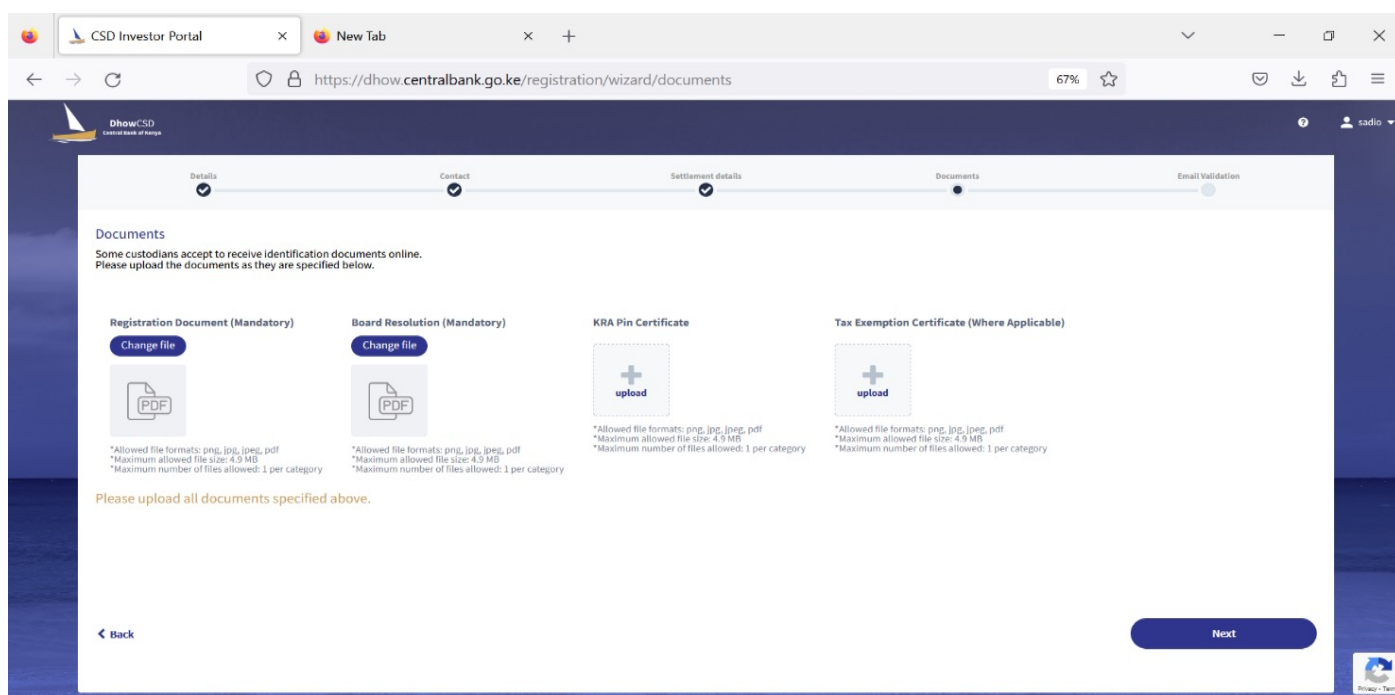 CSD Investor Portal
New Tab
https://dhow.centralbank.go.ke/registration/wizard/documents
67%
DhowCSD
Central Bank of Kenya
sadio
Details
Contact
Settlement details
Documents
Email Validation
Documents
Some custodians accept to receive identification documents online.
Please upload the documents as they are specified below.
Registration Document (Mandatory)
Change file
PDF
*Allowed file formats: png, jpg, jpeg, pdf
*Maximum allowed file size: 4.9 MB
*Maximum number of files allowed: 1 per category
Board Resolution (Mandatory)
Change file
PDF
*Allowed file formats: png, jpg, jpeg, pdf
*Maximum allowed file size: 4.9 MB
*Maximum number of files allowed: 1 per category
KRA Pin Certificate
upload
*Allowed file formats: png, jpg, jpeg, pdf
*Maximum allowed file size: 4.9 MB
*Maximum number of files allowed: 1 per category
Tax Exemption Certificate (Where Applicable)
upload
*Allowed file formats: png, jpg, jpeg, pdf
*Maximum allowed file size: 4.9 MB
*Maximum number of files allowed: 1 per category
Please upload all documents specified above.
Back
Next
Privacy -